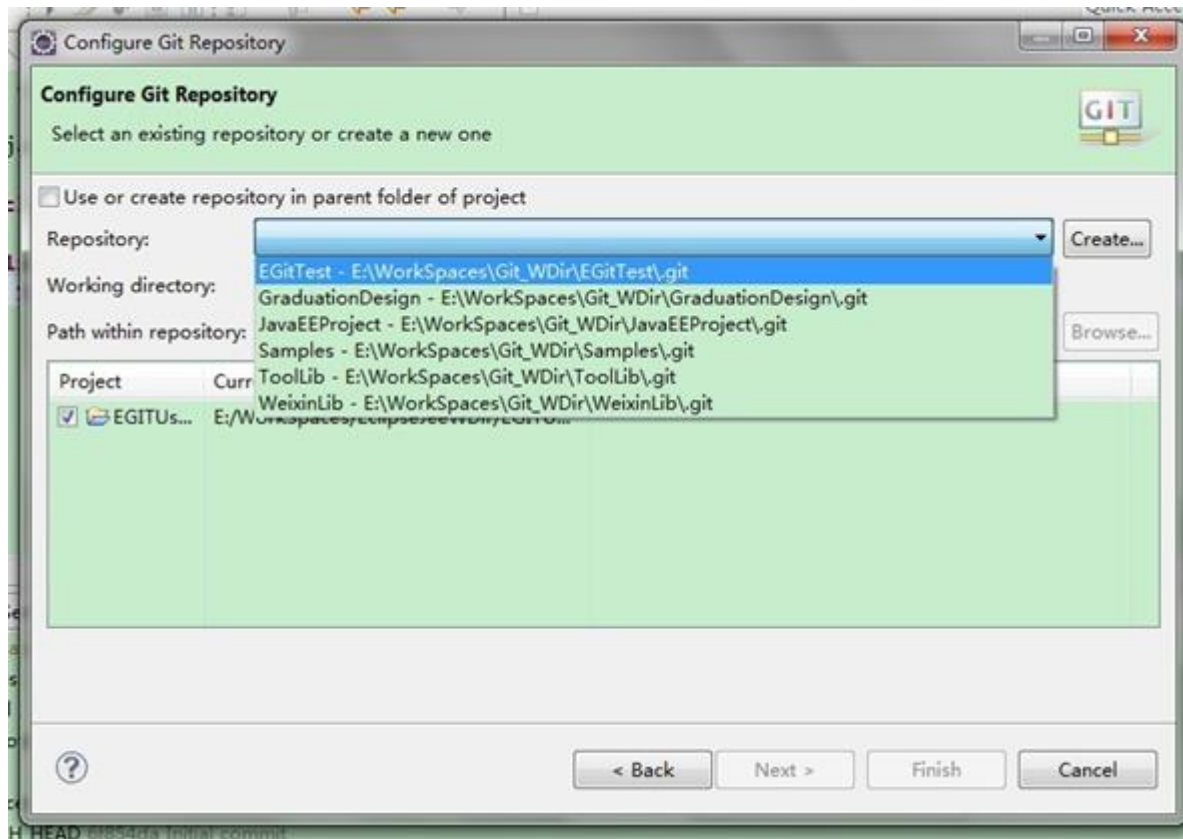 Configure Git Repository
Configure Git Repository
Select an existing repository or create a new one
GIT
Use or create repository in parent folder of project
Repository:
Create...
EGitTest - E:\WorkSpaces\Git_WDir\EGitTest\.git
Working directory:
GraduationDesign - E:\WorkSpaces\Git_WDir\GraduationDesign\.git
JavaEEProject - E:\WorkSpaces\Git_WDir\JavaEEProject\.git
Path within repository:
Browse...
Samples - E:\WorkSpaces\Git_WDir\Samples\.git
Project Curr
ToolLib - E:\WorkSpaces\Git_WDir\ToolLib\.git
WeixinLib - E:\WorkSpaces\Git_WDir\WeixinLib\.git
EGITUs...
< Back Next > Finish Cancel
HEAD 6f854da Initial commit